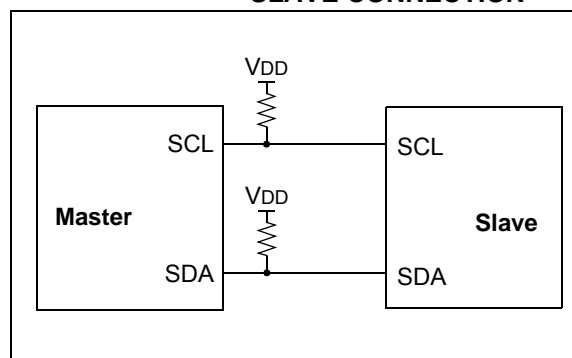 SLAVE CONNECTION
VDD
SCL
SCL
VDD
Master
Slave
SDA
SDA